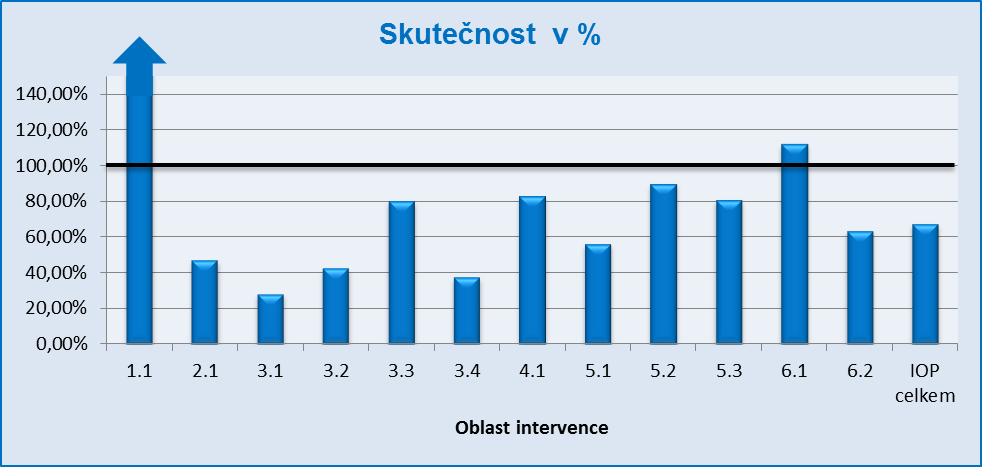 Skutečnost v %
140,00%
120,00%
100,00%
80,00%
60,00%
40,00%
20,00%
0,00%
1.1 2.1 3.1 3.2 3.3 3.4 4.1 5.1 5.2 5.3 6.1 6.2 IOP
celkem
Oblast intervence